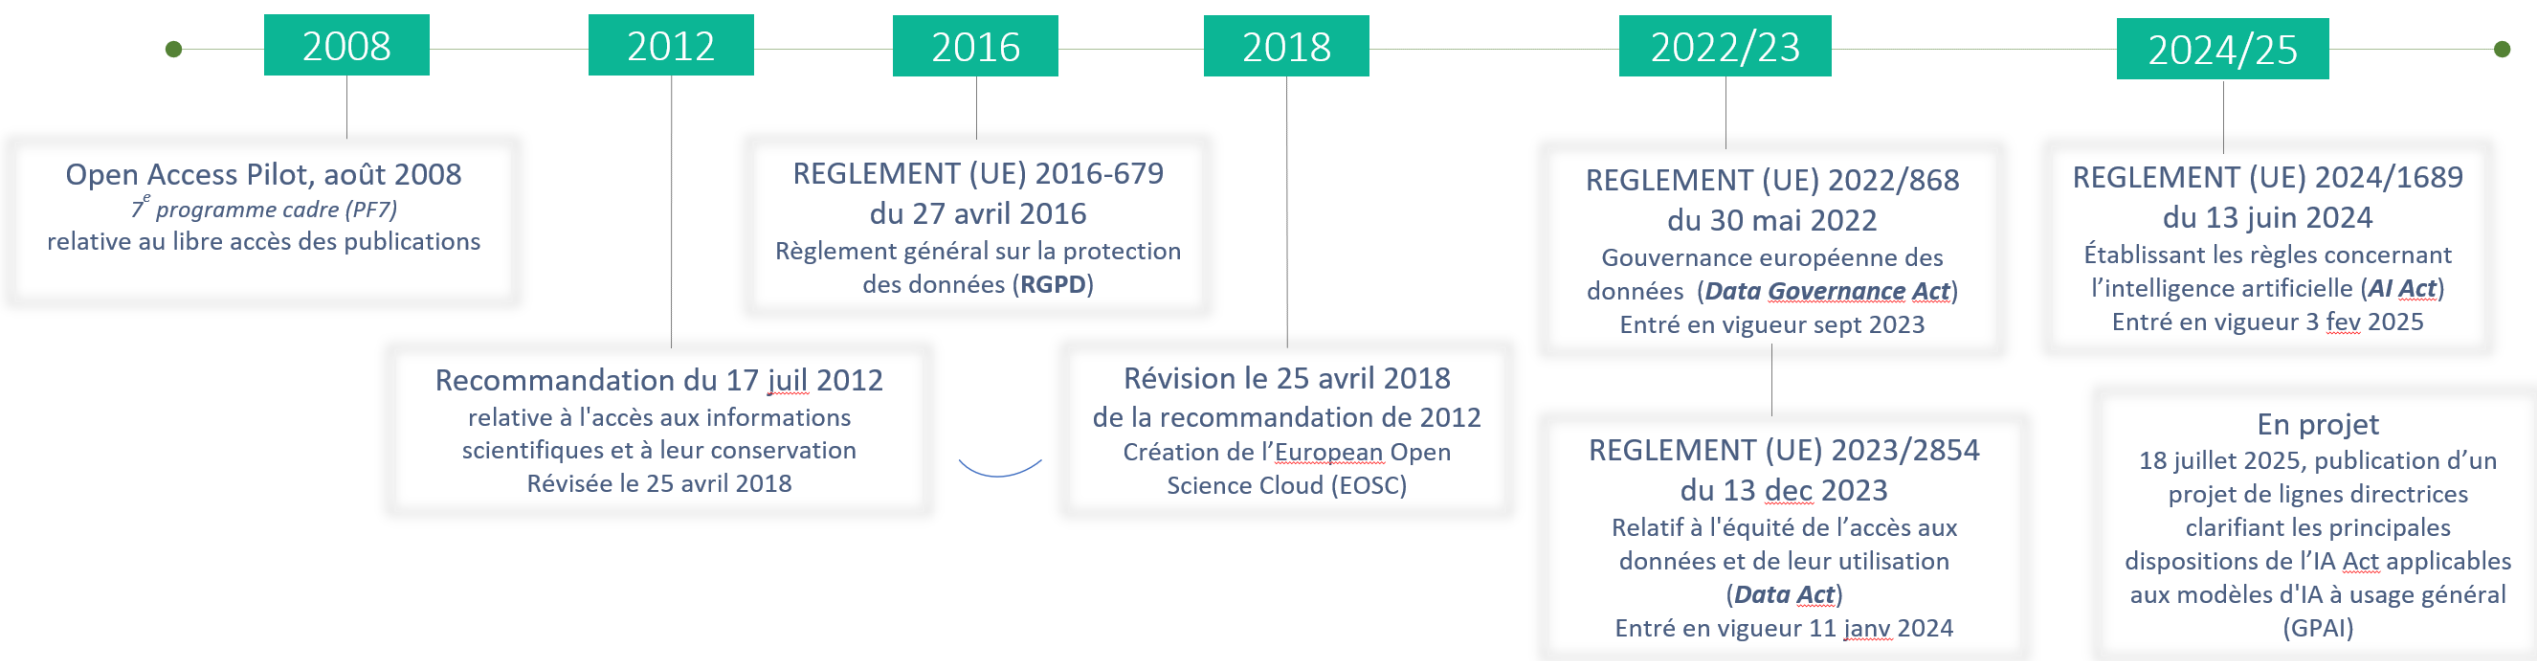 2008
2012
2016
2018
2022/23
2024/25
Open Access Pilot, août 2008
7e programme cadre (PF7)
relative au libre accès des publications
Recommandation du 17 juil 2012
relative à l'accès aux informations
scientifiques et à leur conservation
Révisée le 25 avril 2018
REGLEMENT (UE) 2016-679
du 27 avril 2016
Règlement général sur la protection
des données (RGPD)
Révision le 25 avril 2018
de la recommandation de 2012
Création de l’European Open
Science Cloud (EOSC)
REGLEMENT (UE) 2022/868
du 30 mai 2022
Gouvernance européenne des
données (Data Governance Act)
Entré en vigueur sept 2023
REGLEMENT (UE) 2023/2854
du 13 dec 2023
Relatif à l'équité de l’accès aux
données et de leur utilisation
(Data Act)
Entré en vigueur 11 janv 2024
REGLEMENT (UE) 2024/1689
du 13 juin 2024
Établissant les règles concernant
l’intelligence artificielle (AI Act)
Entré en vigueur 3 fev 2025
En projet
18 juillet 2025, publication d’un
projet de lignes directrices
clarifiant les principales
dispositions de l’IA Act applicables
aux modèles d'IA à usage général
(GPAI)